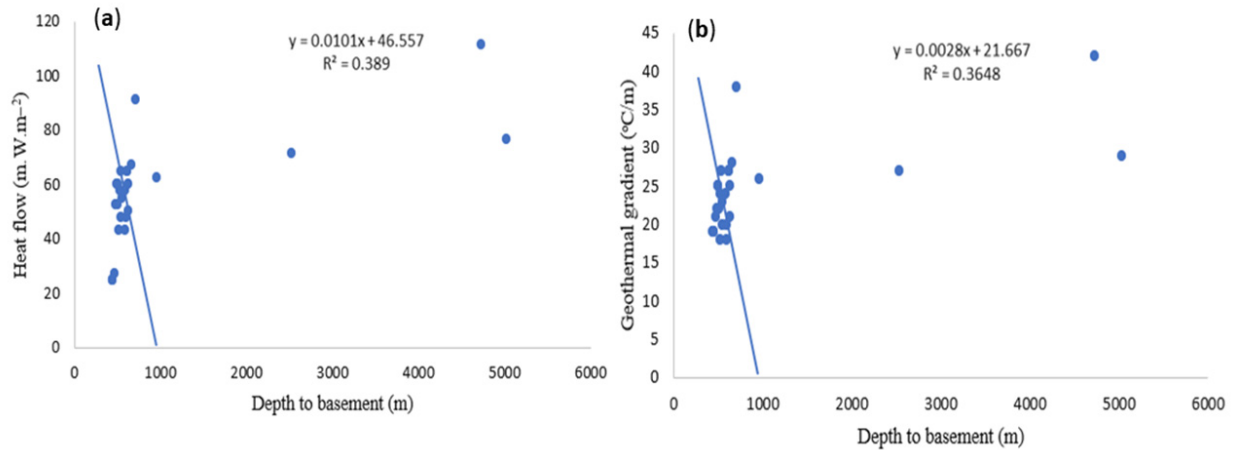 (a)
y = 0.0101x + 46.557
R² = 0.389
Heat flow (m. W.m⁻²)
120
100
80
60
40
20
0
0 1000 2000 3000 4000 5000 6000
Depth to basement (m)
(b)
y = 0.0028x + 21.667
R² = 0.3648
Geothermal gradient (°C/m)
45
40
35
30
25
20
15
10
5
0
0 1000 2000 3000 4000 5000 6000
Depth to basement (m)